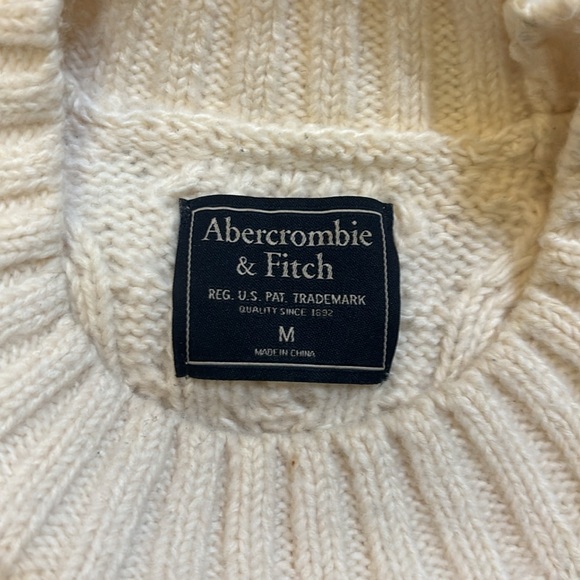 Abercrombie
& Fitch
REG. U.S. PAT. TRADEMARK
QUALITY SINCE 1892
M
MADE IN CHINA